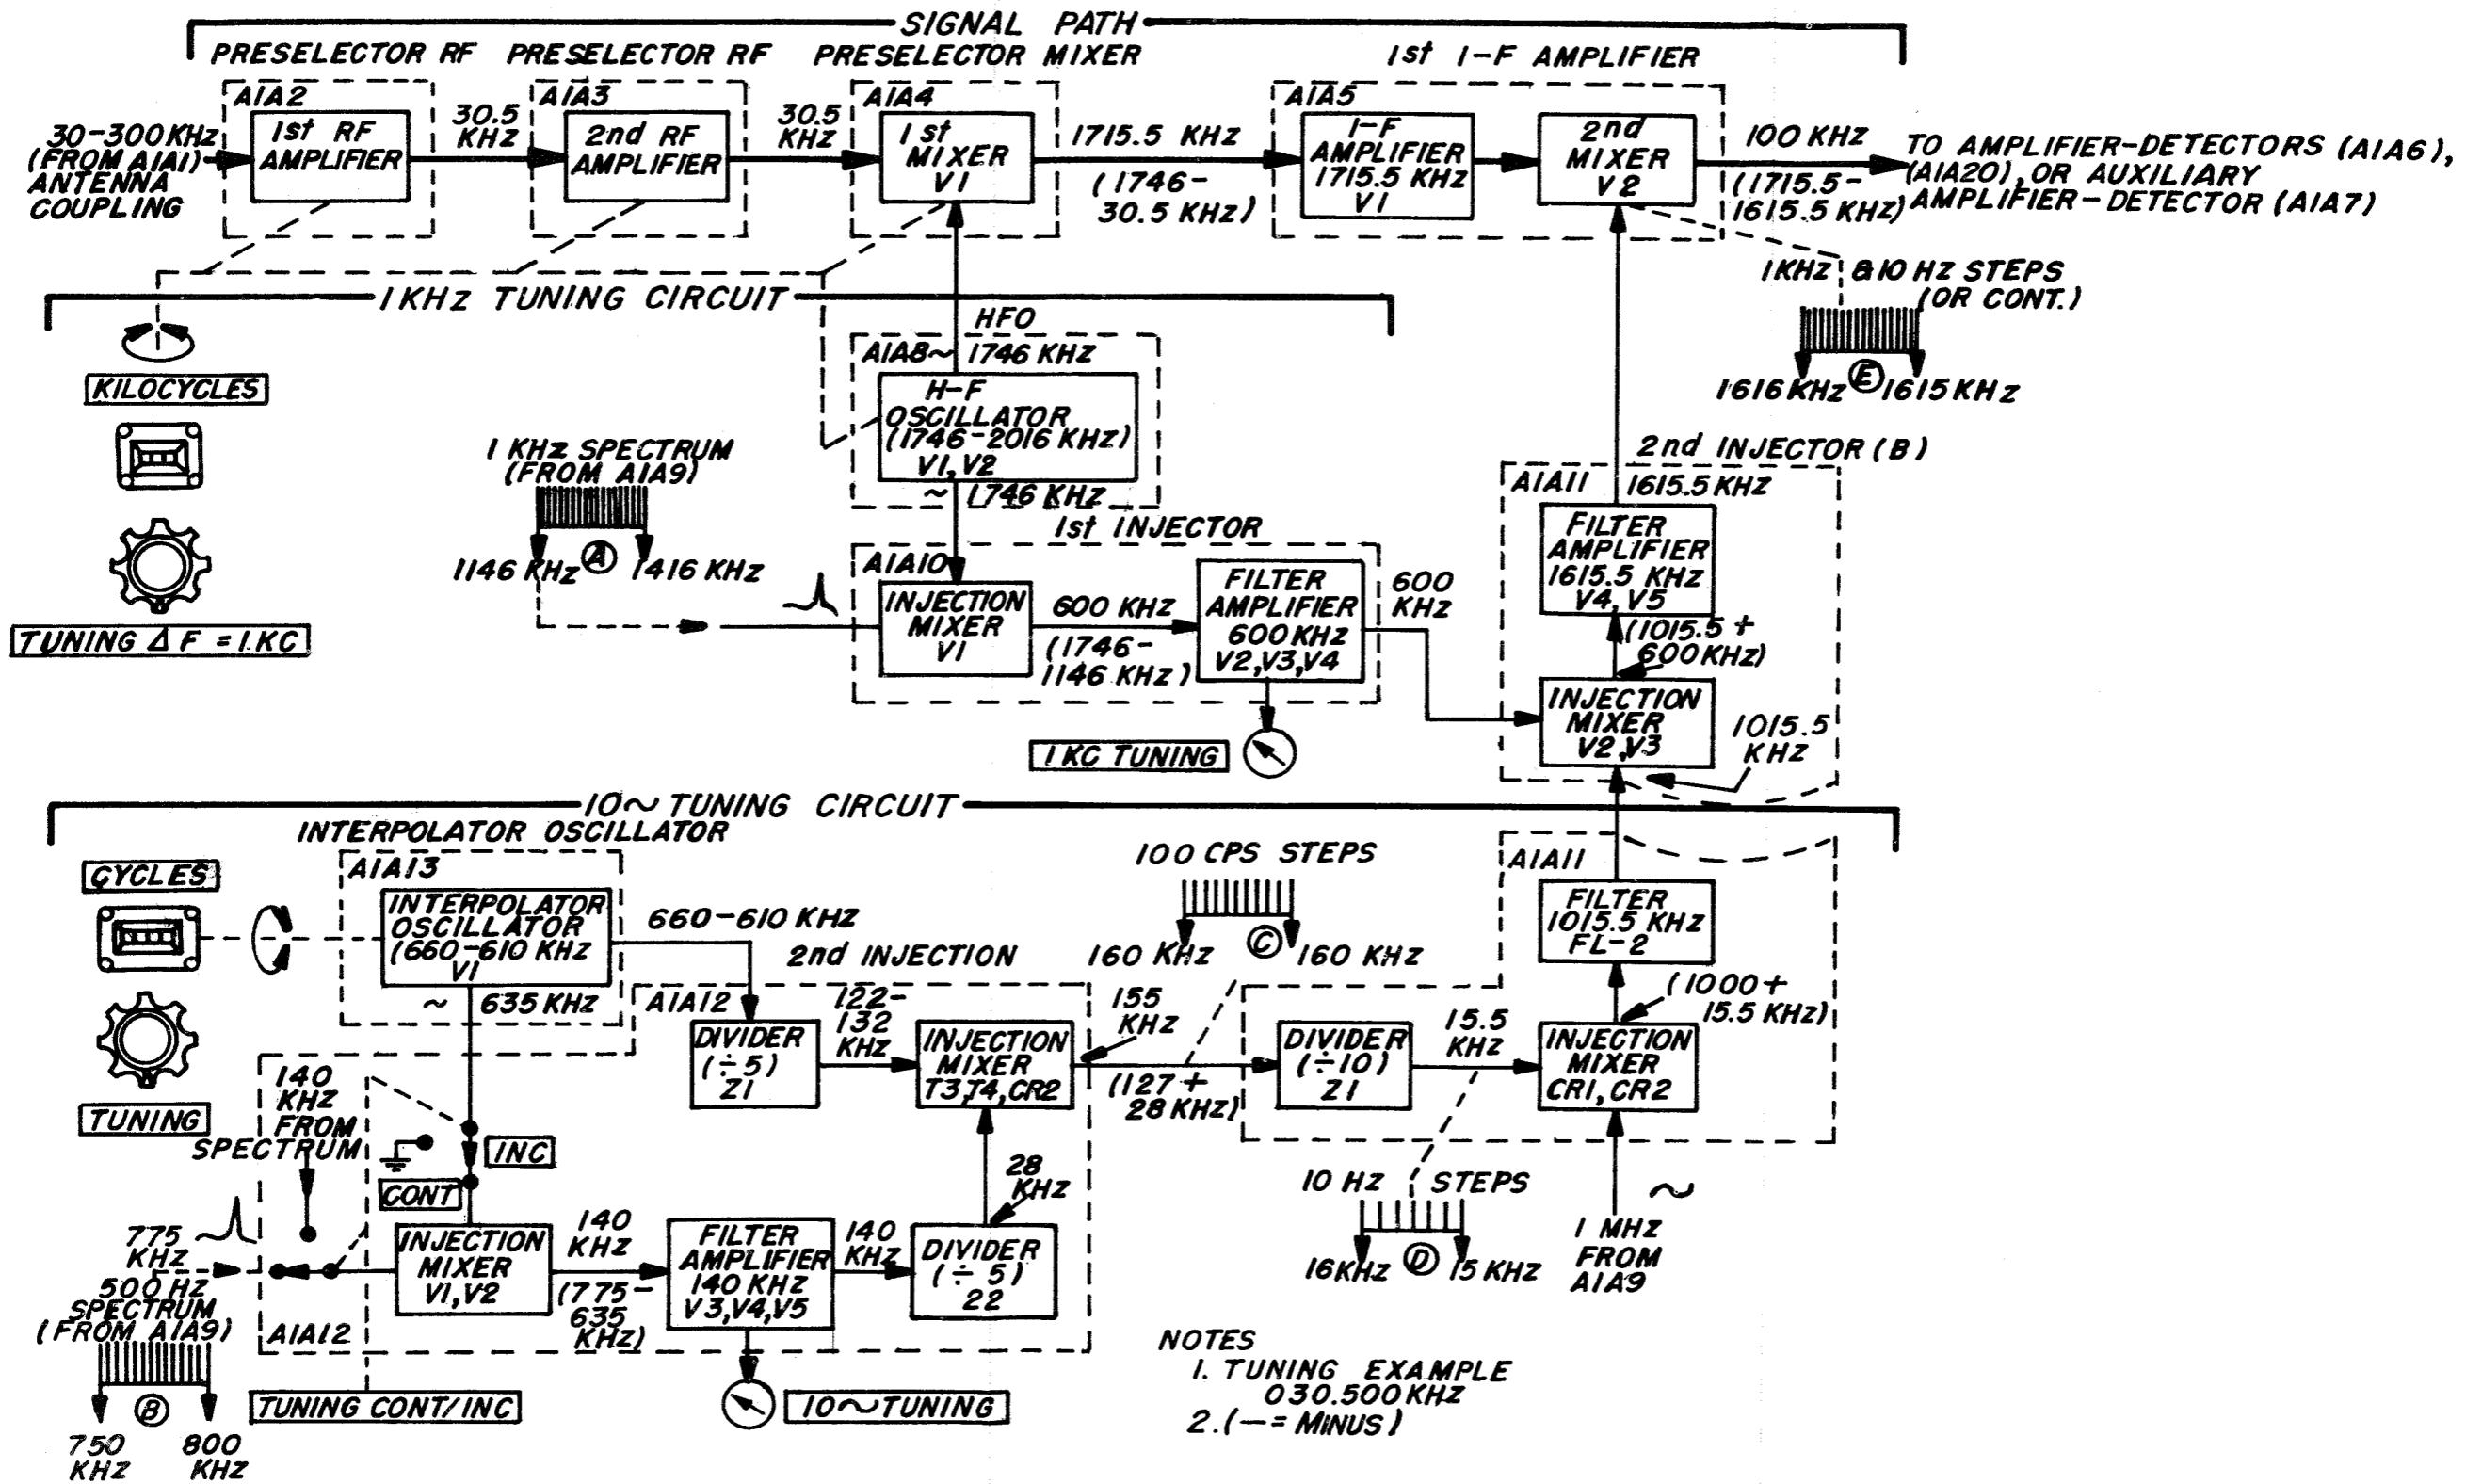 SIGNAL PATH
PRESELECTOR RF
PRESELECTOR RF
PRESELECTOR MIXER
1st I-F AMPLIFIER
A1A2
1st RF
AMPLIFIER
30-300KHz
(FROM A1A1)
ANTENNA
COUPLING
30.5
KHz
A1A3
2nd RF
AMPLIFIER
30.5
KHz
A1A4
1st
MIXER
V1
1715.5 KHz
(1746-
30.5 KHz)
A1A5
I-F
AMPLIFIER
1715.5 KHz
V1
2nd
MIXER
V2
100 KHz
(1715.5-
1615.5 KHz)
TO AMPLIFIER-DETECTORS (A1A6),
(A1A20), OR AUXILIARY
AMPLIFIER-DETECTOR (A1A7)
1KHz & 10 HZ STEPS
(OR CONT.)
1616 KHz E 1615 KHz
1KHz TUNING CIRCUIT
KILOCYCLES
TUNING Δ F = 1.KC
HFO
A1A8 ~ 1746 KHz
H-F
OSCILLATOR
(1746-2016 KHz)
V1, V2
~ 1746 KHz
1 KHz SPECTRUM
(FROM A1A9)
1146 KHz A 1416 KHz
1st INJECTOR
A1A10
INJECTION
MIXER
V1
600 KHz
(1746-
1146 KHz)
FILTER
AMPLIFIER
600 KHz
V2,V3,V4
600
KHz
1 KC TUNING
2nd INJECTOR (B)
A1A11
1615.5 KHz
FILTER
AMPLIFIER
1615.5 KHz
V4, V5
(1015.5 +
600 KHz)
INJECTION
MIXER
V2,V3
1015.5
KHz
10~ TUNING CIRCUIT
INTERPOLATOR OSCILLATOR
CYCLES
TUNING
A1A13
INTERPOLATOR
OSCILLATOR
(660-610 KHz
V1
~ 635 KHz
660-610 KHz
2nd INJECTION
A1A12
DIVIDER
(÷5)
Z1
122-
132
KHz
INJECTION
MIXER
T3,T4,CR2
155
KHz
(127+
28 KHz)
100 CPS STEPS
160 KHz C 160 KHz
A1A11
FILTER
1015.5 KHz
FL-2
(1000+
15.5 KHz)
DIVIDER
(÷10)
Z1
15.5
KHz
INJECTION
MIXER
CR1, CR2
10 HZ STEPS
16KHz D 15 KHz
~
1 MHz
FROM
A1A9
140
KHz
FROM
SPECTRUM
INC
CONT
775
KHz
500 HZ
SPECTRUM
(FROM A1A9)
A1A12
INJECTION
MIXER
V1,V2
140
KHz
(775-
635
KHz)
FILTER
AMPLIFIER
140 KHz
V3,V4,V5
140
KHz
DIVIDER
(÷ 5)
22
28
KHz
B
750
KHz
800
KHz
TUNING CONT/INC
10~TUNING
NOTES
1. TUNING EXAMPLE
030.500KHz
2.(—= MINUS)